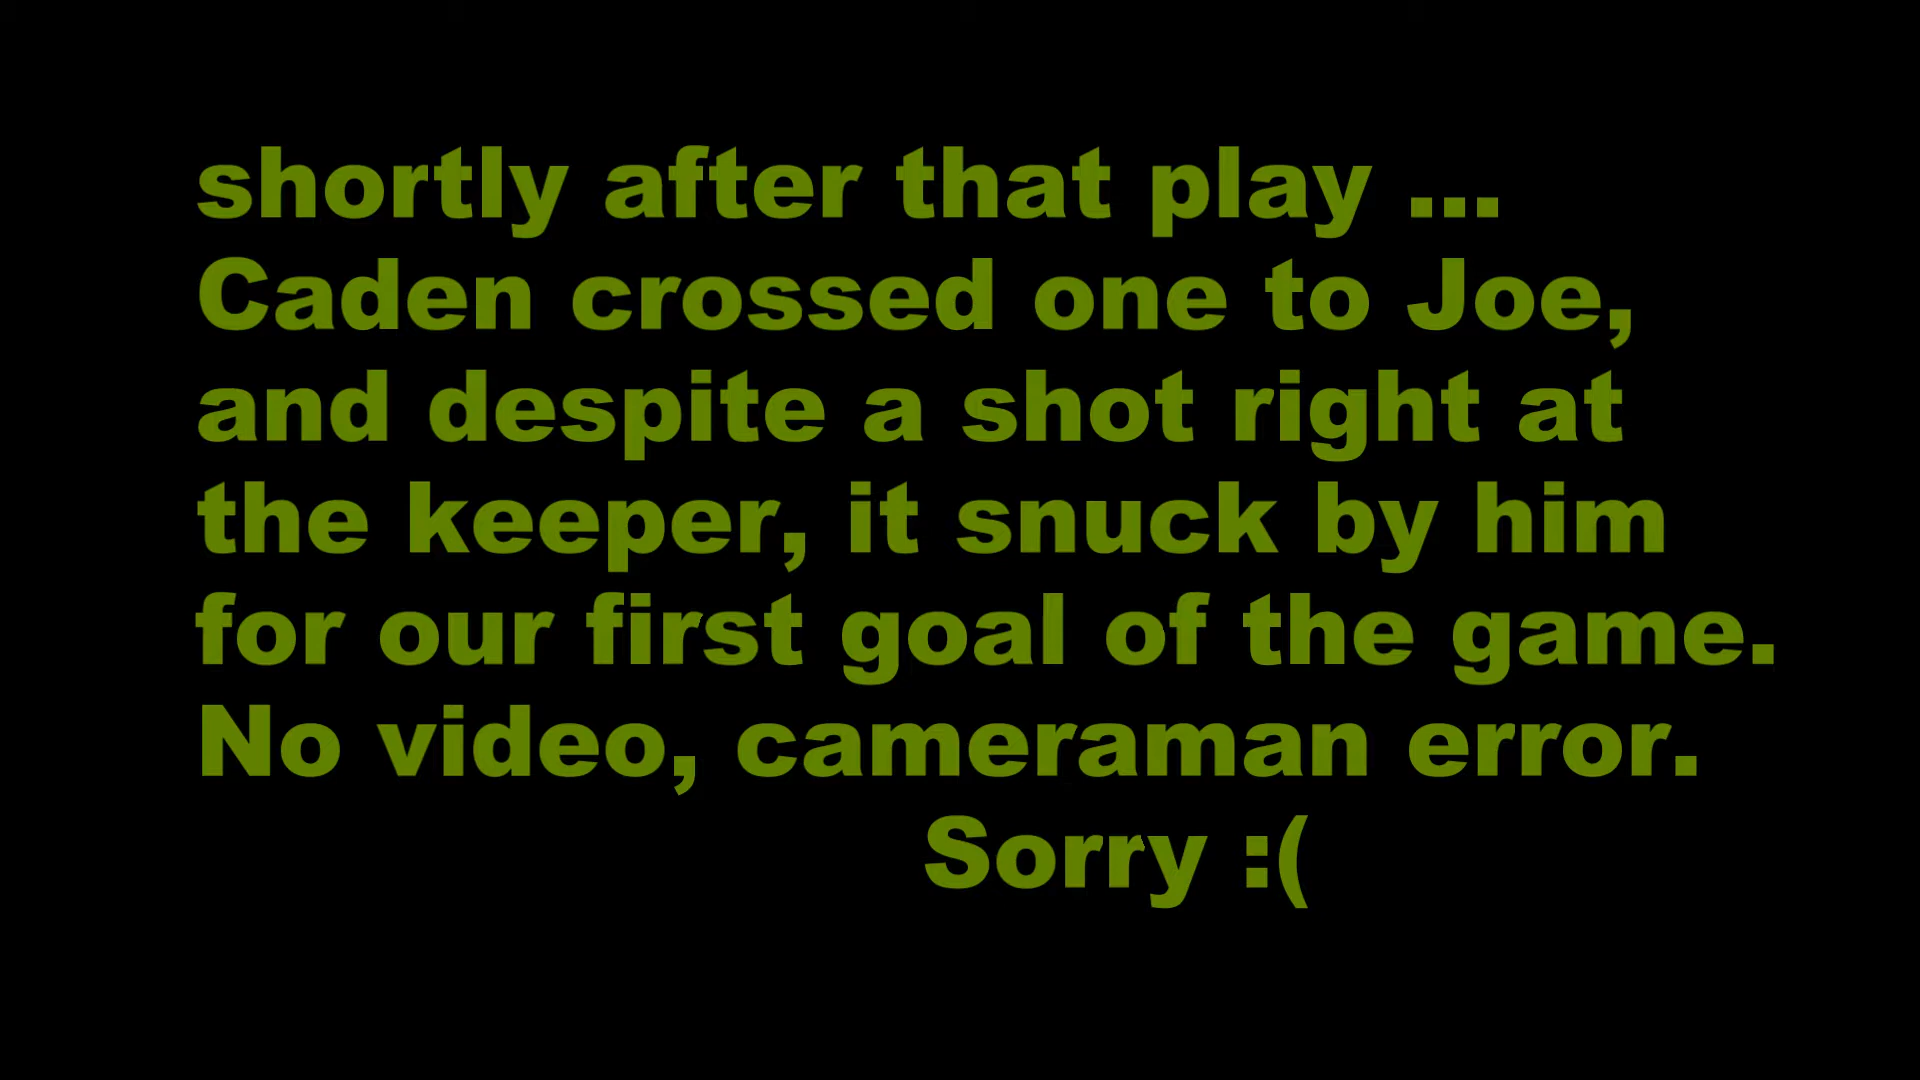 shortly after that play ...
Caden crossed one to Joe,
and despite a shot right at
the keeper, it snuck by him
for our first goal of the game.
No video, cameraman error.
Sorry :(